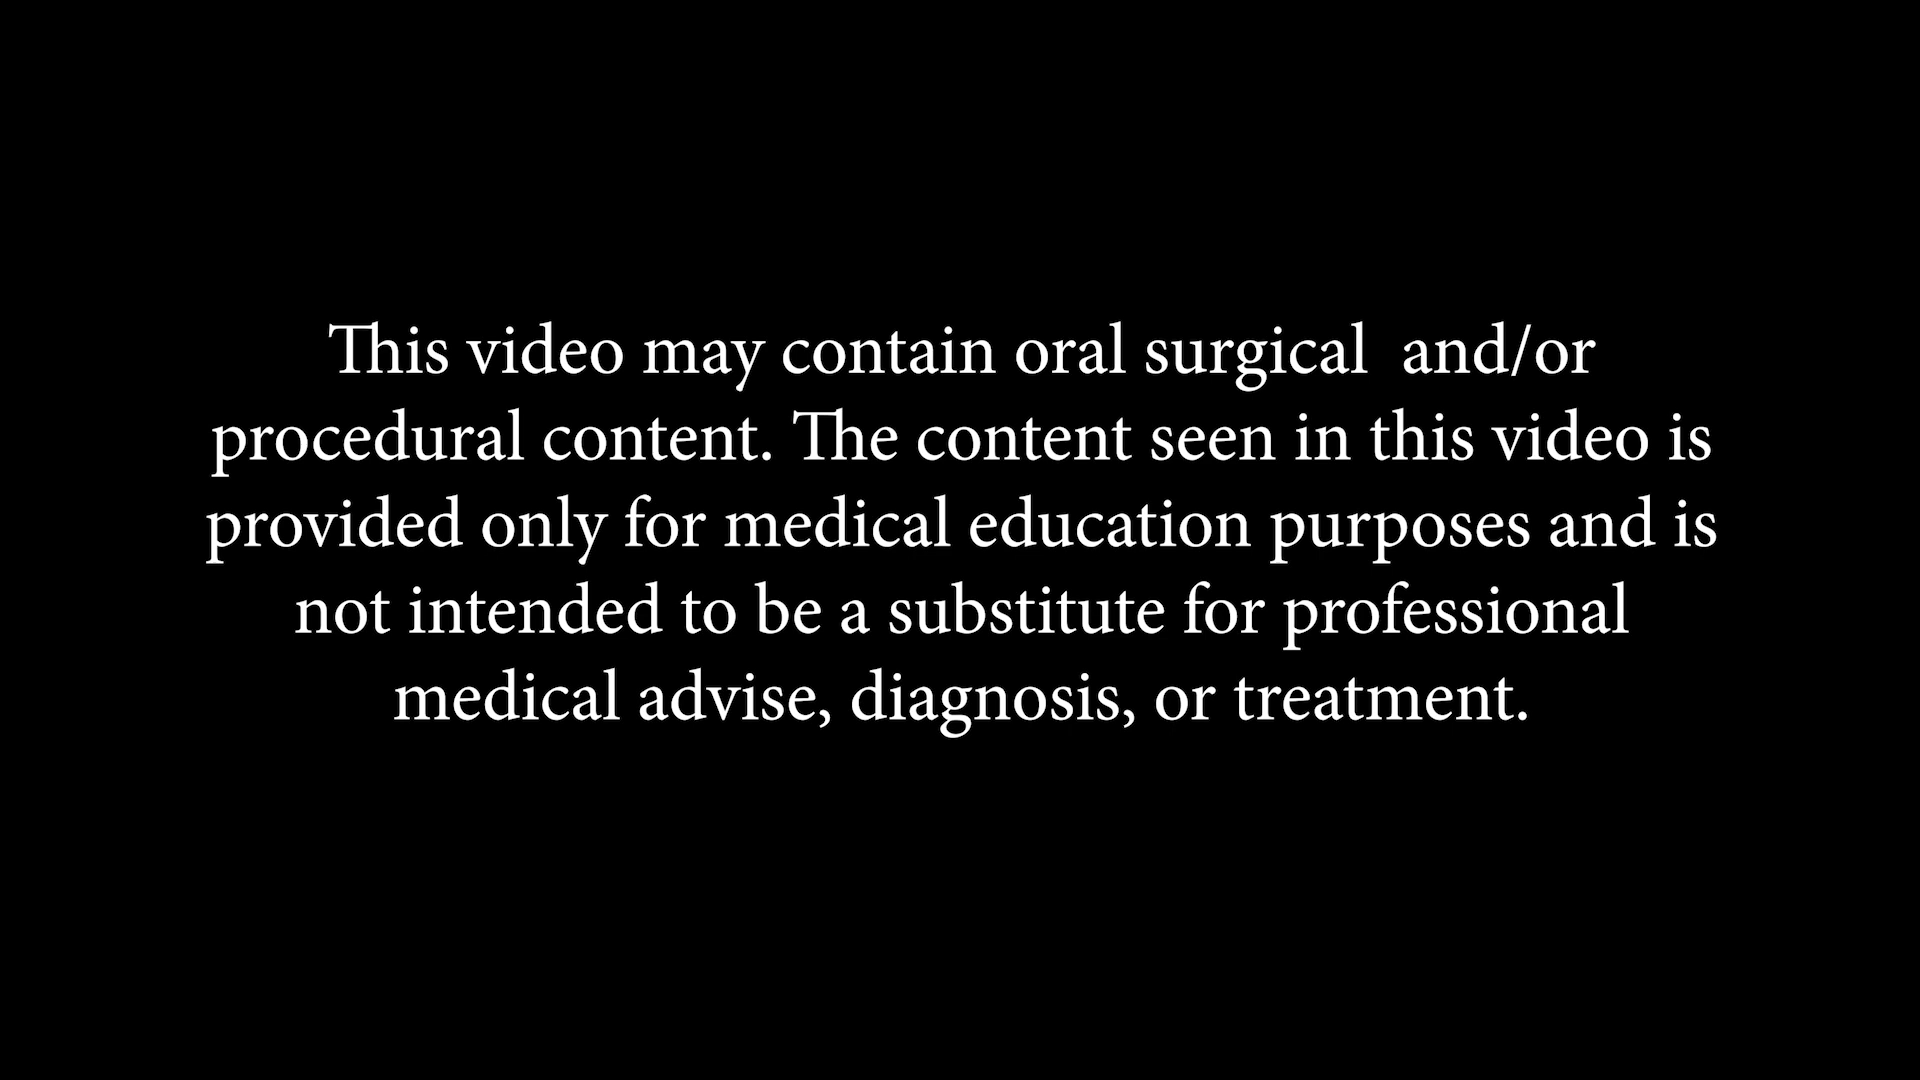 This video may contain oral surgical  and/or
procedural content. The content seen in this video is
provided only for medical education purposes and is
not intended to be a substitute for professional
medical advise, diagnosis, or treatment.